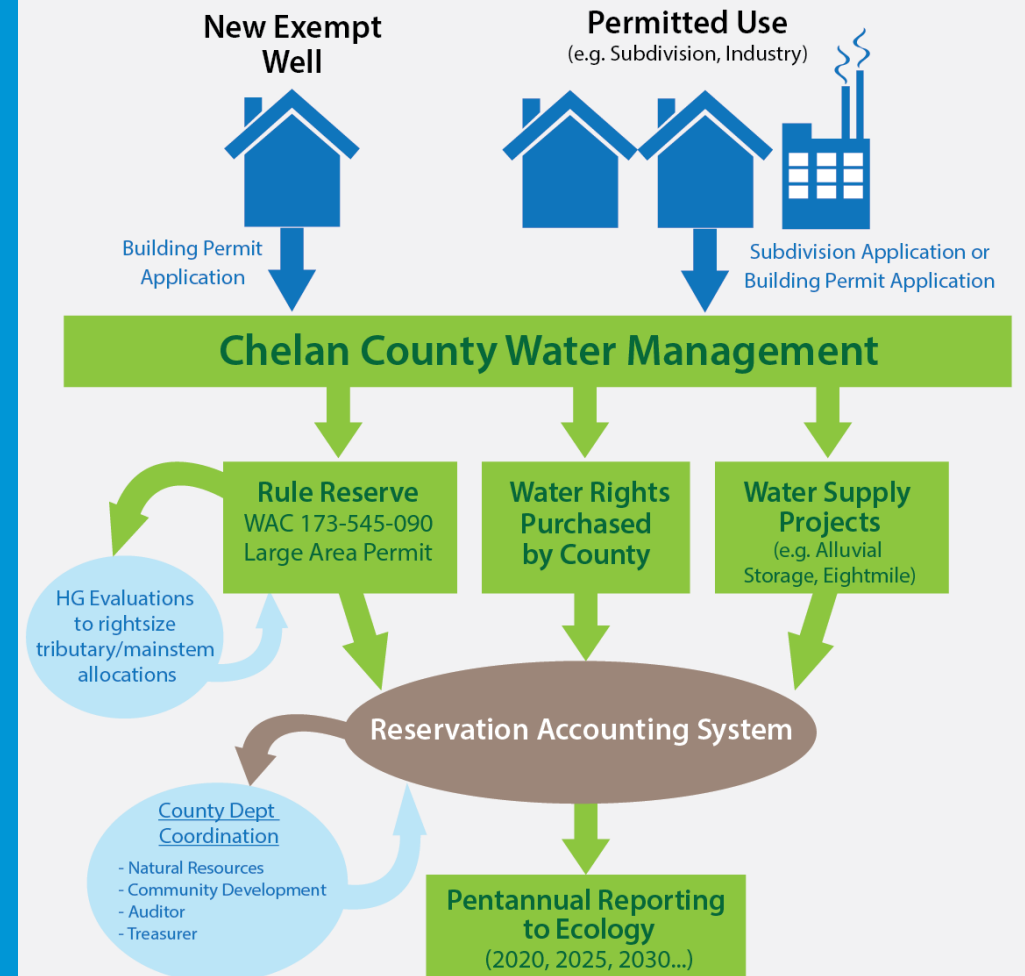 New Exempt
Well
Permitted Use
(e.g. Subdivision, Industry)
Building Permit
Application
Subdivision Application or
Building Permit Application
Chelan County Water Management
Rule Reserve
WAC 173-545-090
Large Area Permit
Water Rights
Purchased
by County
Water Supply
Projects
(e.g. Alluvial
Storage, Eightmile)
HG Evaluations
to rightsize
tributary/mainstem
allocations
Reservation Accounting System
County Dept
Coordination
- Natural Resources
- Community Development
- Auditor
- Treasurer
Pentannual Reporting
to Ecology
(2020, 2025, 2030...)